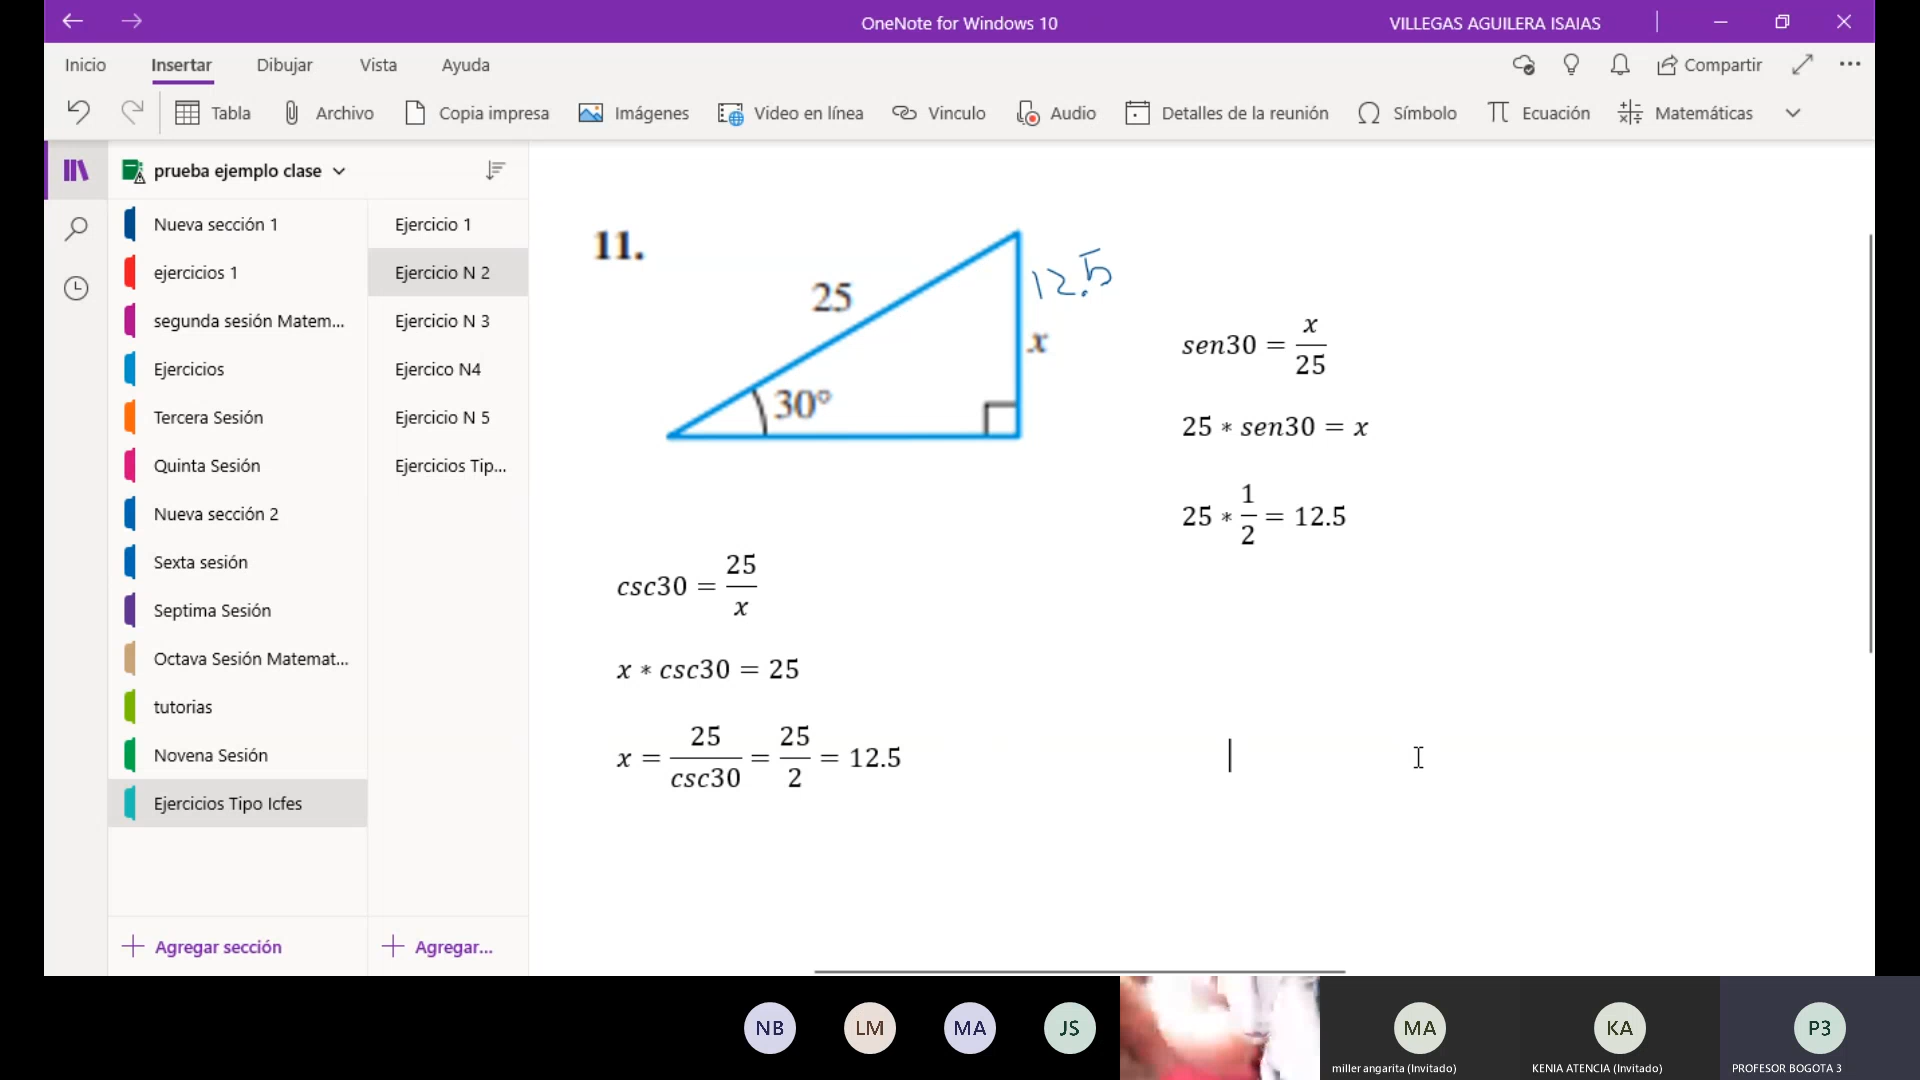 OneNote for Windows 10
VILLEGAS AGUILERA ISAIAS
Inicio
Insertar
Dibujar
Vista
Ayuda
Compartir
Tabla
Archivo
Copia impresa
Imágenes
Video en línea
Vínculo
Audio
Detalles de la reunión
Símbolo
Ecuación
Matemáticas
prueba ejemplo clase
Nueva sección 1
ejercicios 1
segunda sesión Matem...
Ejercicios
Tercera Sesión
Quinta Sesión
Nueva sección 2
Sexta sesión
Septima Sesión
Octava Sesión Matemat...
tutorias
Novena Sesión
Ejercicios Tipo Icfes
Agregar sección
Ejercicio 1
Ejercicio N 2
Ejercicio N 3
Ejercico N4
Ejercicio N 5
Ejercicios Tip...
Agregar...
11.
25
12.5
x
30°
sen30 = x/25
25 * sen30 = x
25 * 1/2 = 12.5
csc30 = 25/x
x * csc30 = 25
x = 25/csc30 = 25/2 = 12.5
NB
LM
MA
JS
MA
miller angarita (Invitado)
KA
KENIA ATENCIA (Invitado)
P3
PROFESOR BOGOTA 3